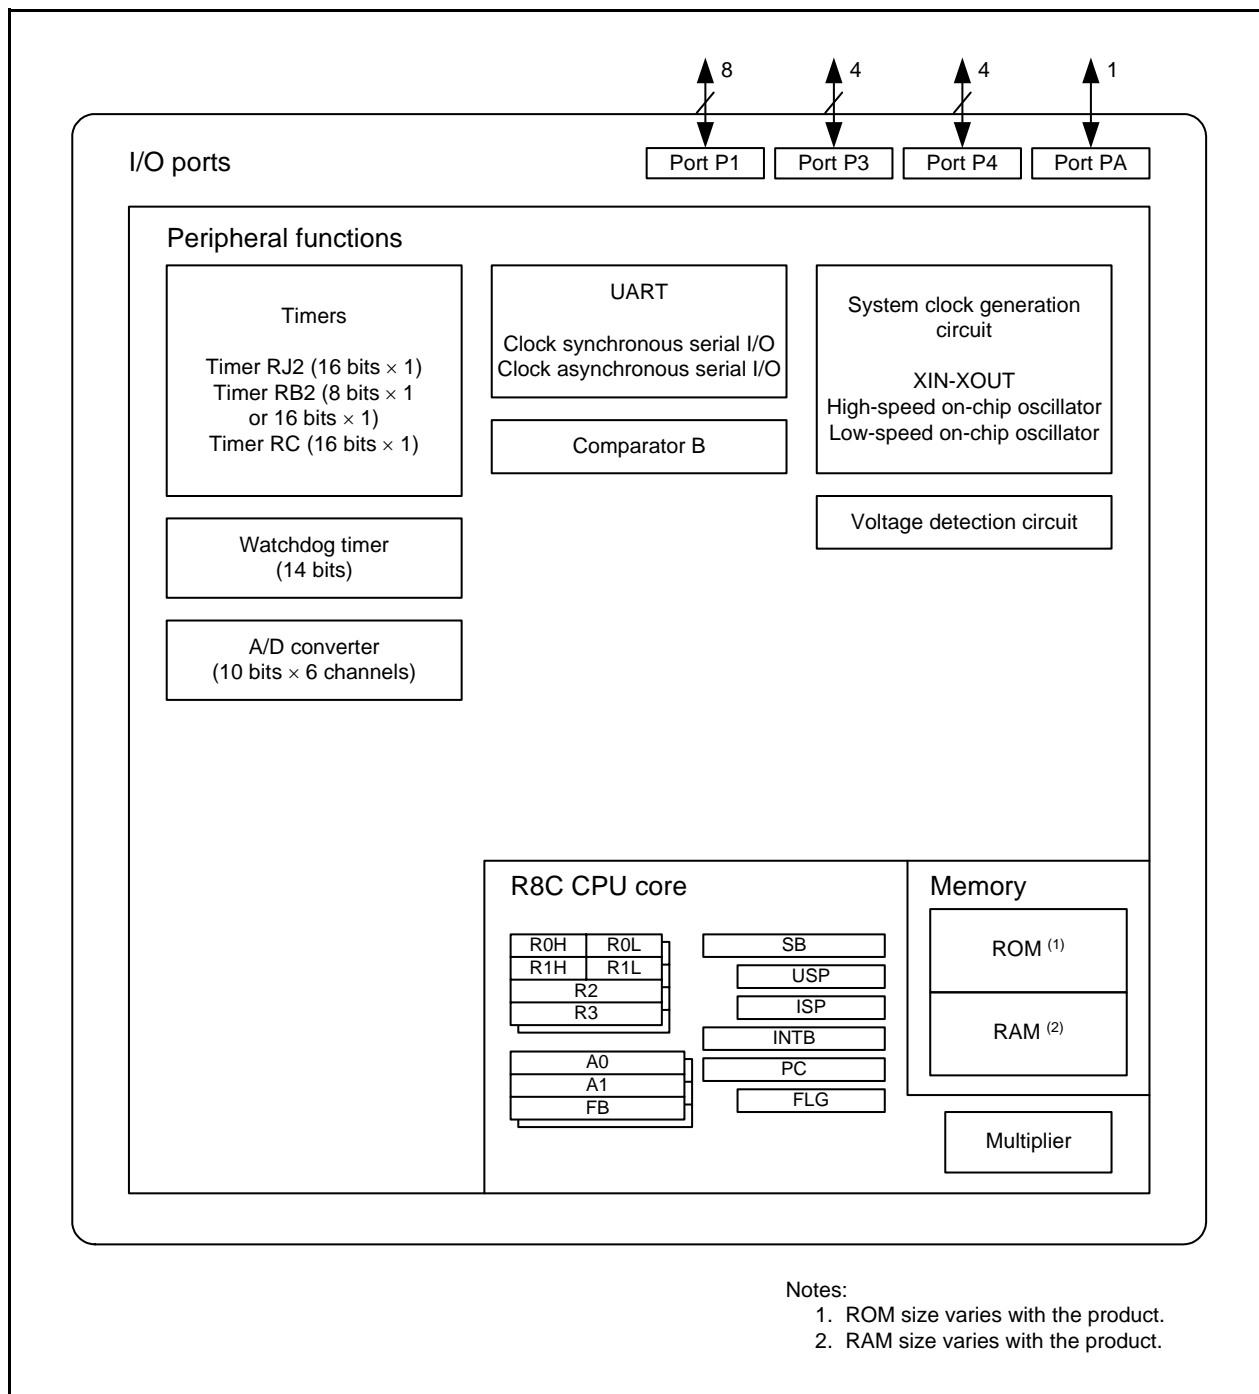 8
4
4
1
I/O ports
Port P1
Port P3
Port P4
Port PA
Peripheral functions
Timers
Timer RJ2 (16 bits × 1)
Timer RB2 (8 bits × 1
or 16 bits × 1)
Timer RC (16 bits × 1)
UART
Clock synchronous serial I/O
Clock asynchronous serial I/O
System clock generation
circuit
XIN-XOUT
High-speed on-chip oscillator
Low-speed on-chip oscillator
Comparator B
Voltage detection circuit
Watchdog timer
(14 bits)
A/D converter
(10 bits × 6 channels)
R8C CPU core
R0H
R0L
R1H
R1L
R2
R3
A0
A1
FB
SB
USP
ISP
INTB
PC
FLG
Memory
ROM (1)
RAM (2)
Multiplier
Notes:
1. ROM size varies with the product.
2. RAM size varies with the product.